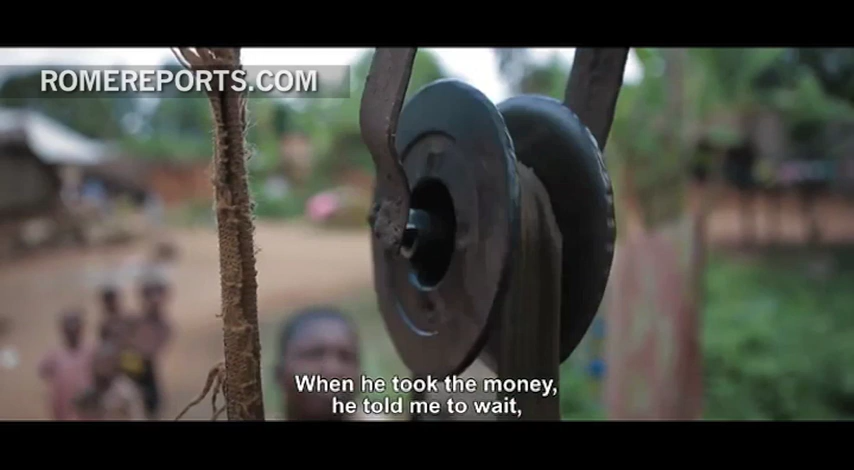 ROMEREPORTS.COM
When he took the money,
he told me to wait,